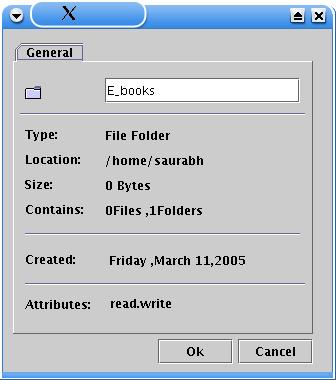 X
General
E_books
Type: File Folder
Location: /home/saurabh
Size: 0 Bytes
Contains: 0Files ,1Folders
Created: Friday ,March 11,2005
Attributes: read.write
Ok Cancel